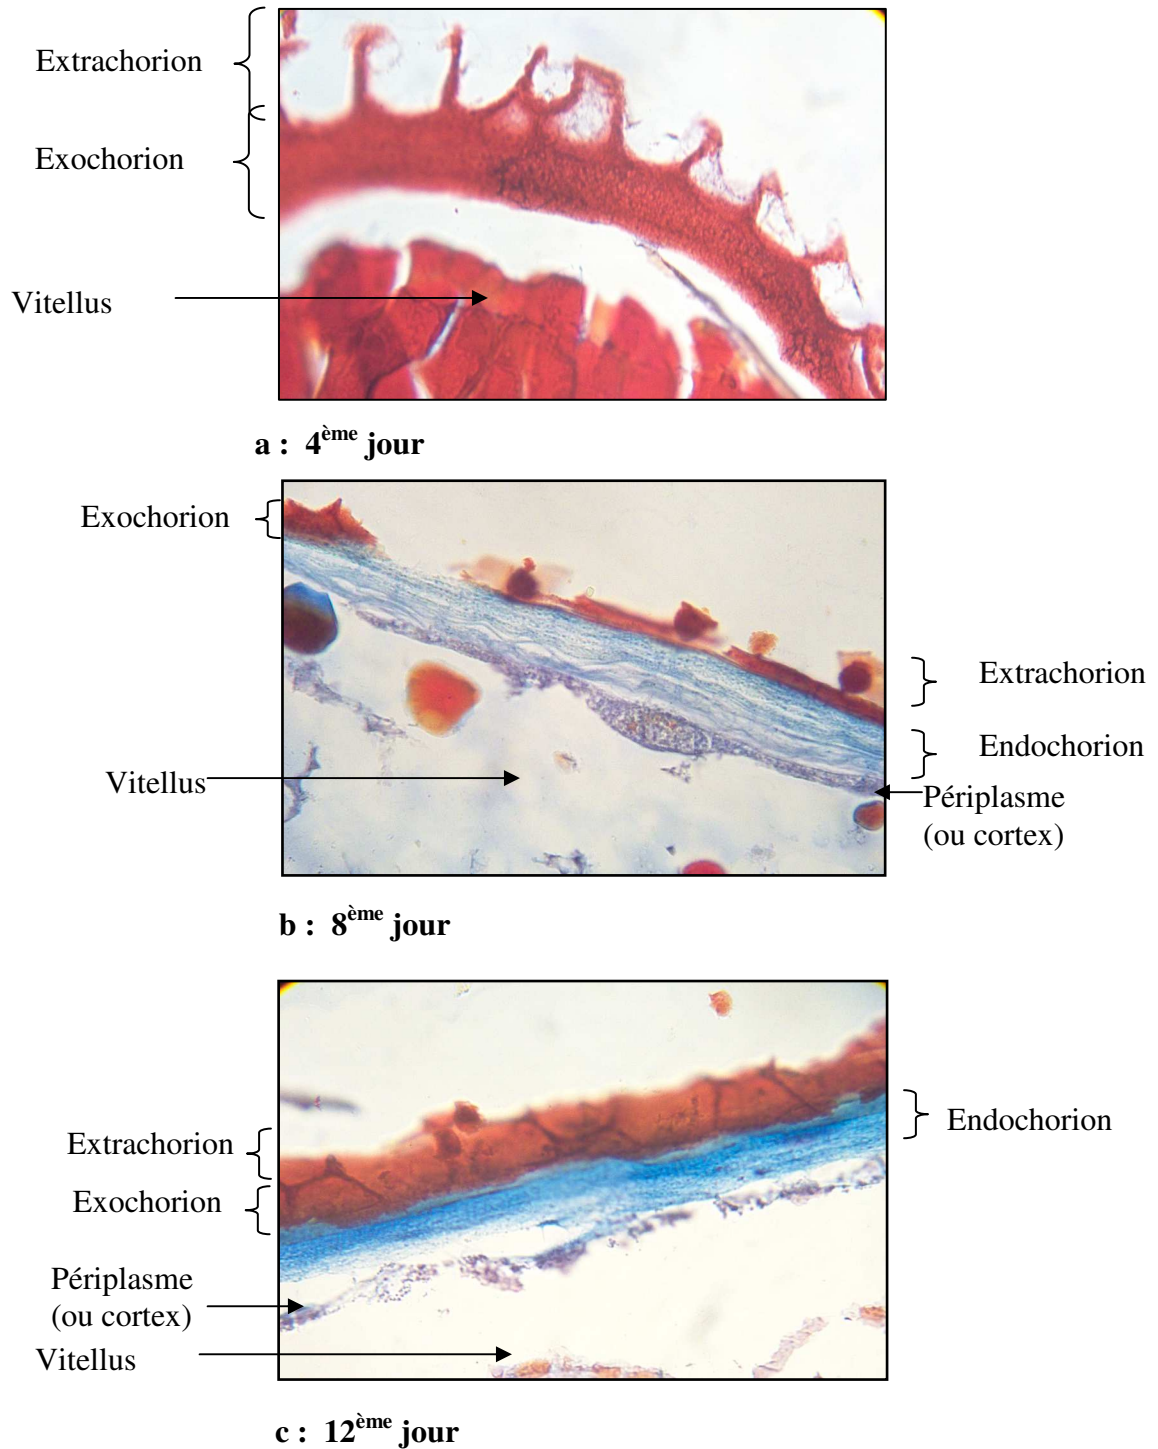 Extrachorion
Exochorion
Vitellus
a : 4ème jour
Exochorion
Extrachorion
Endochorion
Vitellus
Périplasme
(ou cortex)
b : 8ème jour
Endochorion
Extrachorion
Exochorion
Périplasme
(ou cortex)
Vitellus
c : 12ème jour